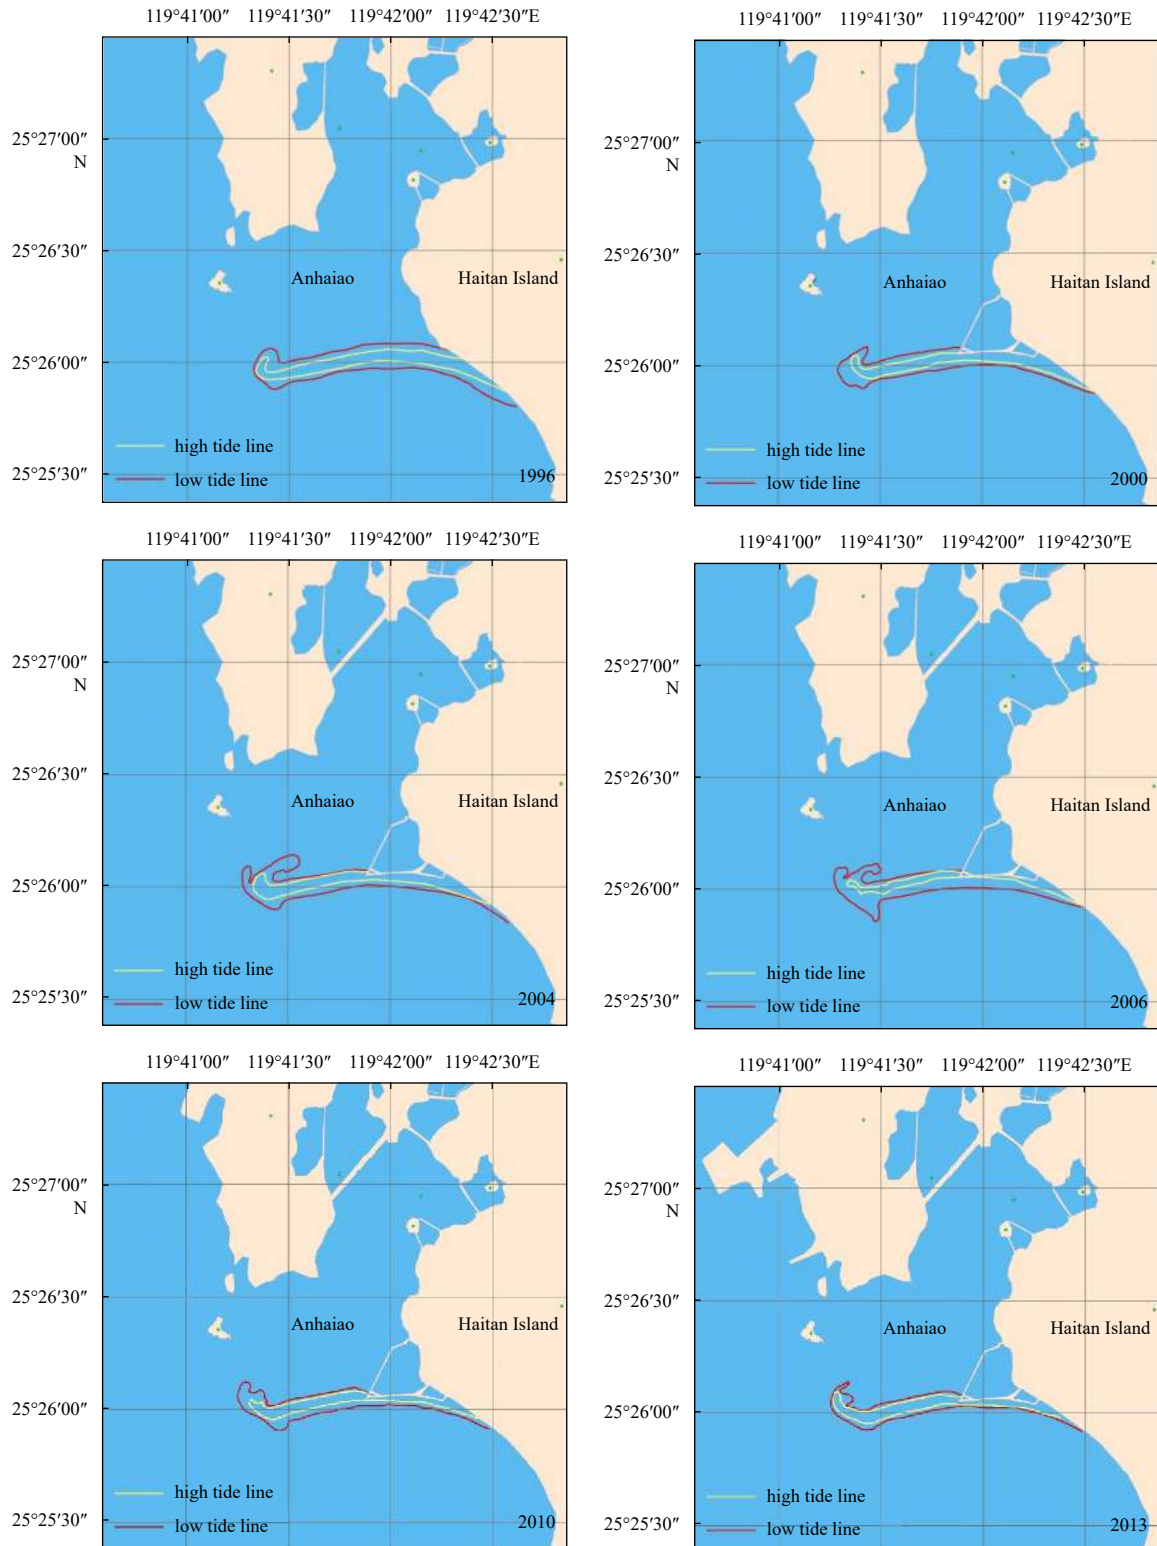 119°41′00″ 119°41′30″ 119°42′00″ 119°42′30″E
25°27′00″
N
25°26′30″
Anhaiao Haitan Island
25°26′00″
high tide line
25°25′30″
low tide line
1996
119°41′00″ 119°41′30″ 119°42′00″ 119°42′30″E
25°27′00″
N
25°26′30″
Anhaiao Haitan Island
25°26′00″
high tide line
25°25′30″
low tide line
2000
119°41′00″ 119°41′30″ 119°42′00″ 119°42′30″E
25°27′00″
N
25°26′30″
Anhaiao Haitan Island
25°26′00″
high tide line
25°25′30″
low tide line
2004
119°41′00″ 119°41′30″ 119°42′00″ 119°42′30″E
25°27′00″
N
25°26′30″
Anhaiao Haitan Island
25°26′00″
high tide line
25°25′30″
low tide line
2006
119°41′00″ 119°41′30″ 119°42′00″ 119°42′30″E
25°27′00″
N
25°26′30″
Anhaiao Haitan Island
25°26′00″
high tide line
25°25′30″
low tide line
2010
119°41′00″ 119°41′30″ 119°42′00″ 119°42′30″E
25°27′00″
N
25°26′30″
Anhaiao Haitan Island
25°26′00″
high tide line
25°25′30″
low tide line
2013